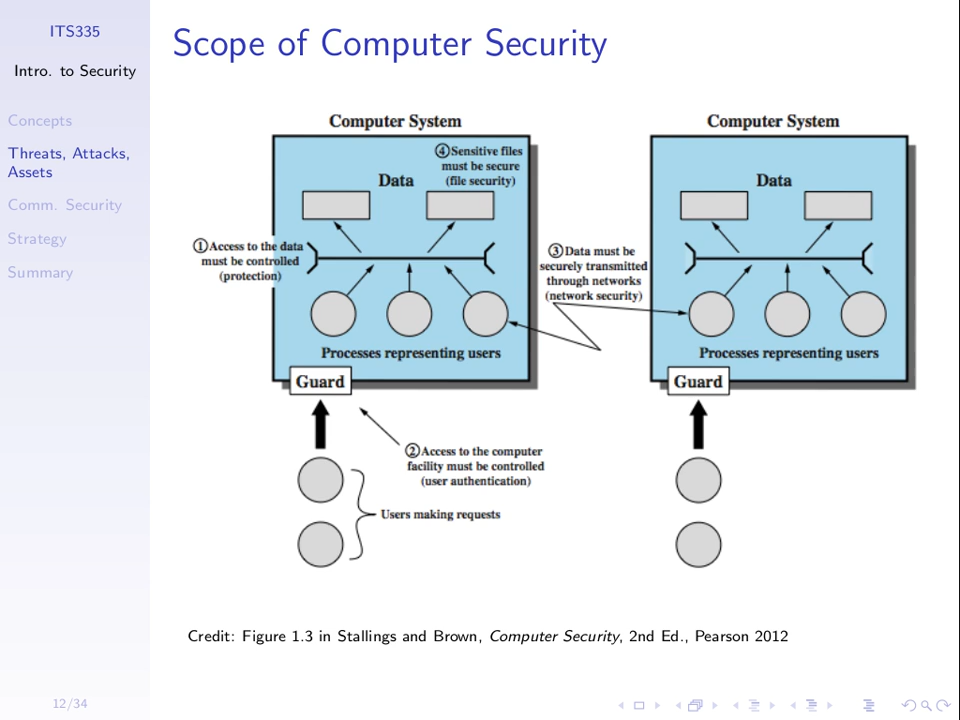 ITS335
Intro. to Security
Concepts
Threats, Attacks,
Assets
Comm. Security
Strategy
Summary
12/34
Scope of Computer Security
Computer System
④Sensitive files
must be secure
(file security)
Data
①Access to the data
must be controlled
(protection)
Processes representing users
Guard
②Access to the computer
facility must be controlled
(user authentication)
Users making requests
③Data must be
securely transmitted
through networks
(network security)
Computer System
Data
Processes representing users
Guard
Credit: Figure 1.3 in Stallings and Brown, Computer Security, 2nd Ed., Pearson 2012